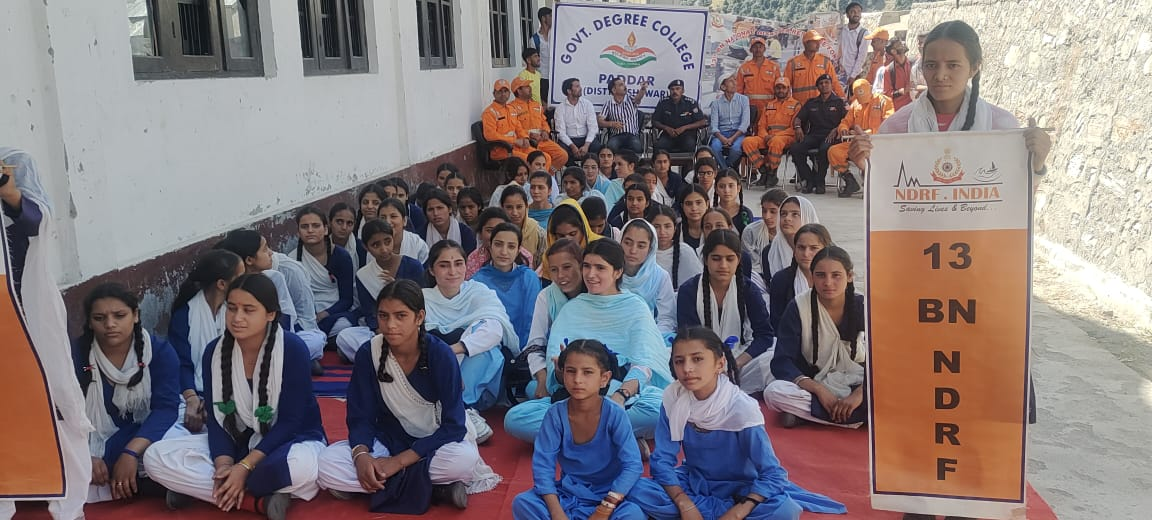 GOVT. DEGREE COLLEGE
PADDAR
NDRF . INDIA
Saving Lives & Beyond...
13
BN
N
D
R
F